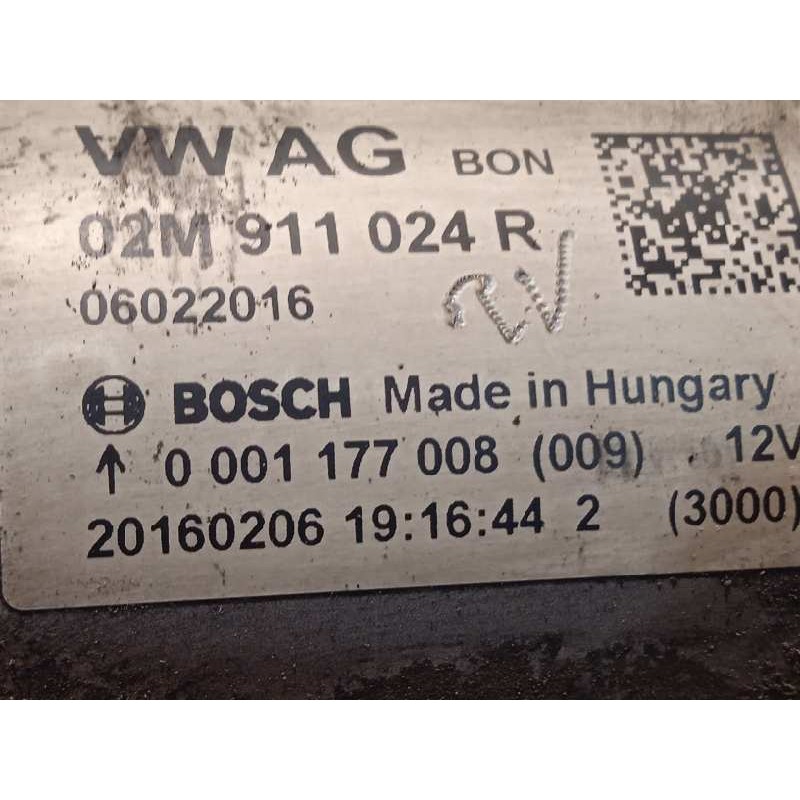 VW AG BON
02M 911 024 R
06022016
BOSCH Made in Hungary
↑ 0 001 177 008 (009) 12V
20160206 19:16:44 2 (3000)